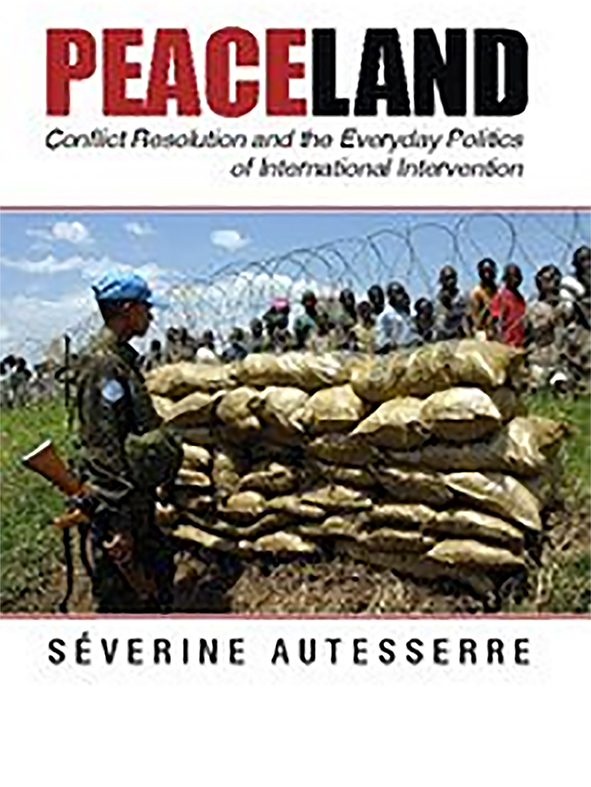 PEACELAND
Conflict Resolution and the Everyday Politics
of International Intervention
SÉVERINE AUTESSERRE